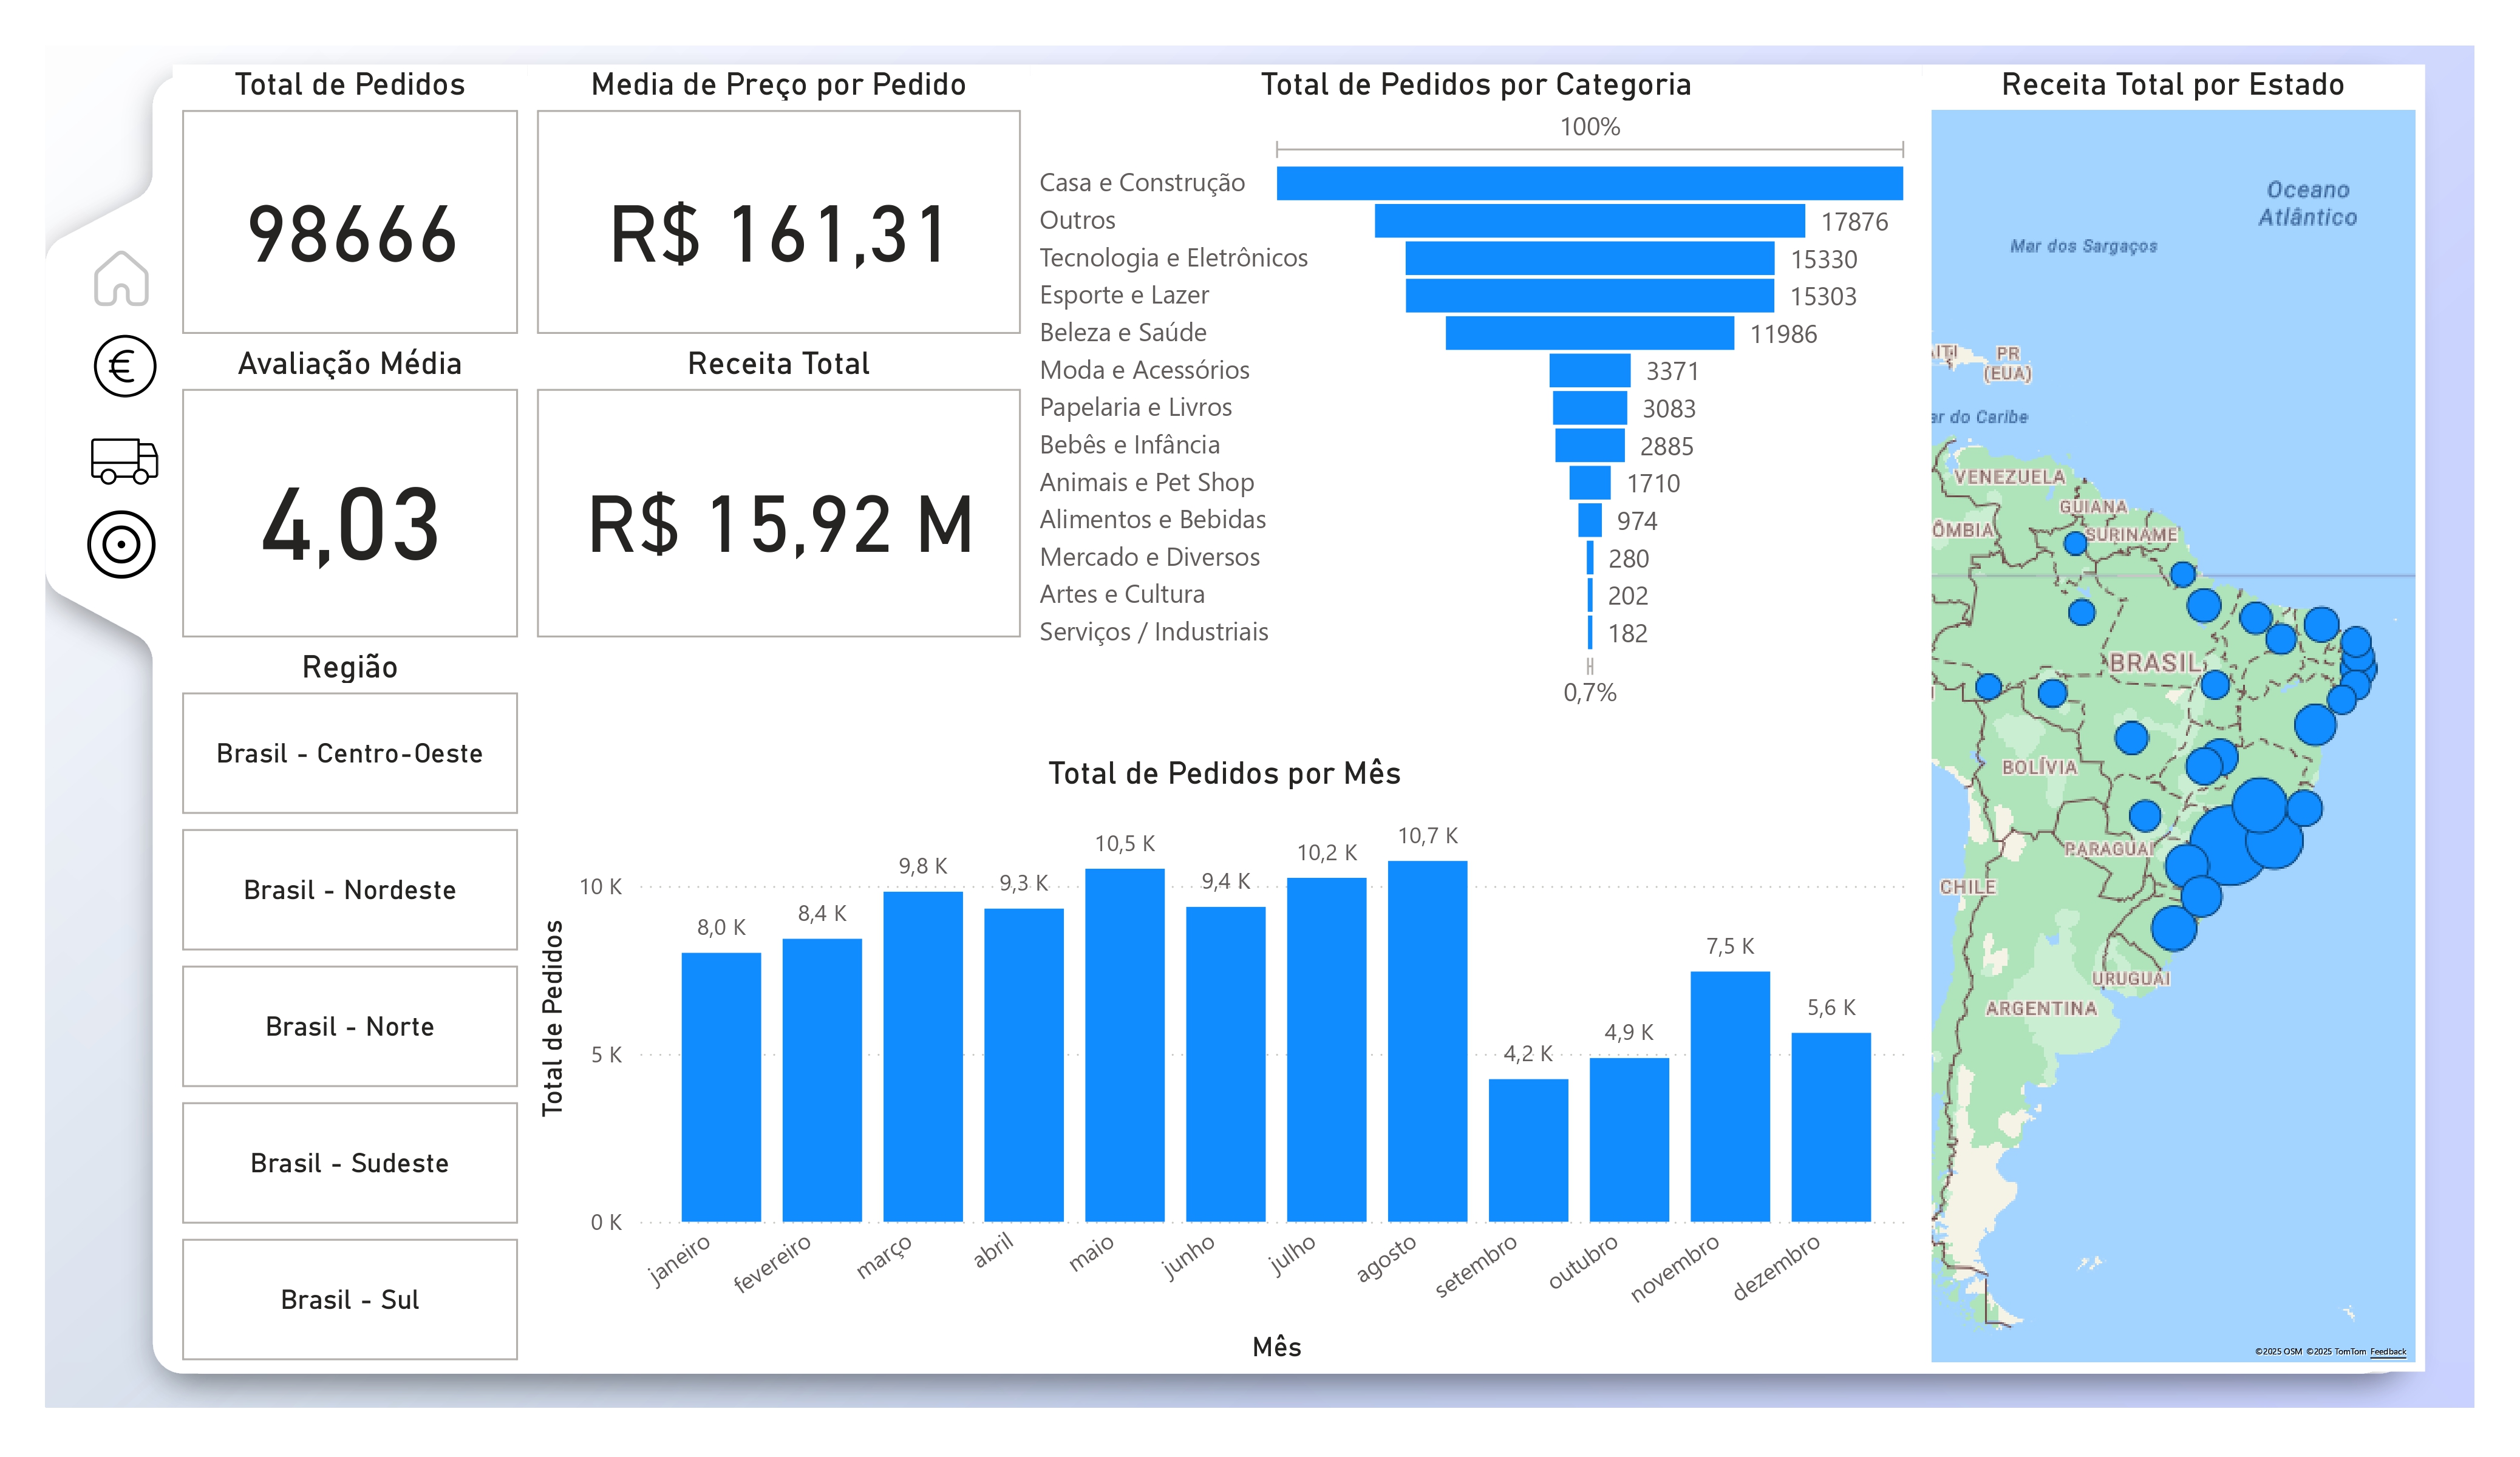 Total de Pedidos
98666
Media de Preço por Pedido
R$ 161,31
Avaliação Média
4,03
Receita Total
R$ 15,92 M
Região
Brasil - Centro-Oeste
Brasil - Nordeste
Brasil - Norte
Brasil - Sudeste
Brasil - Sul
Total de Pedidos por Categoria
100%
Casa e Construção
Outros 17876
Tecnologia e Eletrônicos 15330
Esporte e Lazer 15303
Beleza e Saúde 11986
Moda e Acessórios 3371
Papelaria e Livros 3083
Bebês e Infância 2885
Animais e Pet Shop 1710
Alimentos e Bebidas 974
Mercado e Diversos 280
Artes e Cultura 202
Serviços / Industriais 182
0,7%
Total de Pedidos por Mês
Total de Pedidos
10 K
5 K
0 K
8,0 K
8,4 K
9,8 K
9,3 K
10,5 K
9,4 K
10,2 K
10,7 K
4,2 K
4,9 K
7,5 K
5,6 K
janeiro
fevereiro
março
abril
maio
junho
julho
agosto
setembro
outubro
novembro
dezembro
Mês
Receita Total por Estado
Oceano
Atlântico
Mar dos Sargaços
AITI
PR
(EUA)
ar do Caribe
VENEZUELA
GUIANA
ÔMBIA
SURINAME
BRASIL
BOLÍVIA
PARAGUAI
CHILE
URUGUAI
ARGENTINA
©2025 OSM ©2025 TomTom Feedback